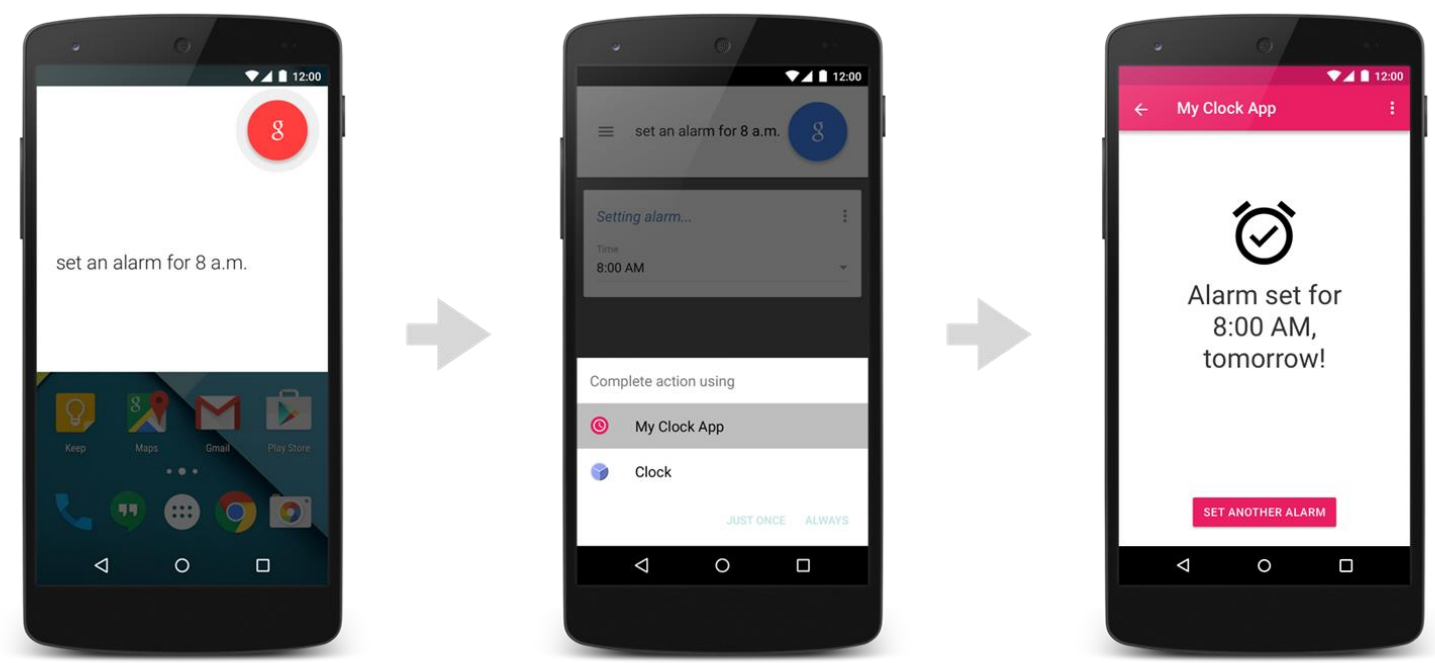 12:00
g
set an alarm for 8 a.m.
g
Keep
Maps
Gmail
Play Store
12:00
set an alarm for 8 a.m.
g
Setting alarm...
Time
8:00 AM
Complete action using
My Clock App
Clock
JUST ONCE ALWAYS
12:00
My Clock App
Alarm set for
8:00 AM,
tomorrow!
SET ANOTHER ALARM